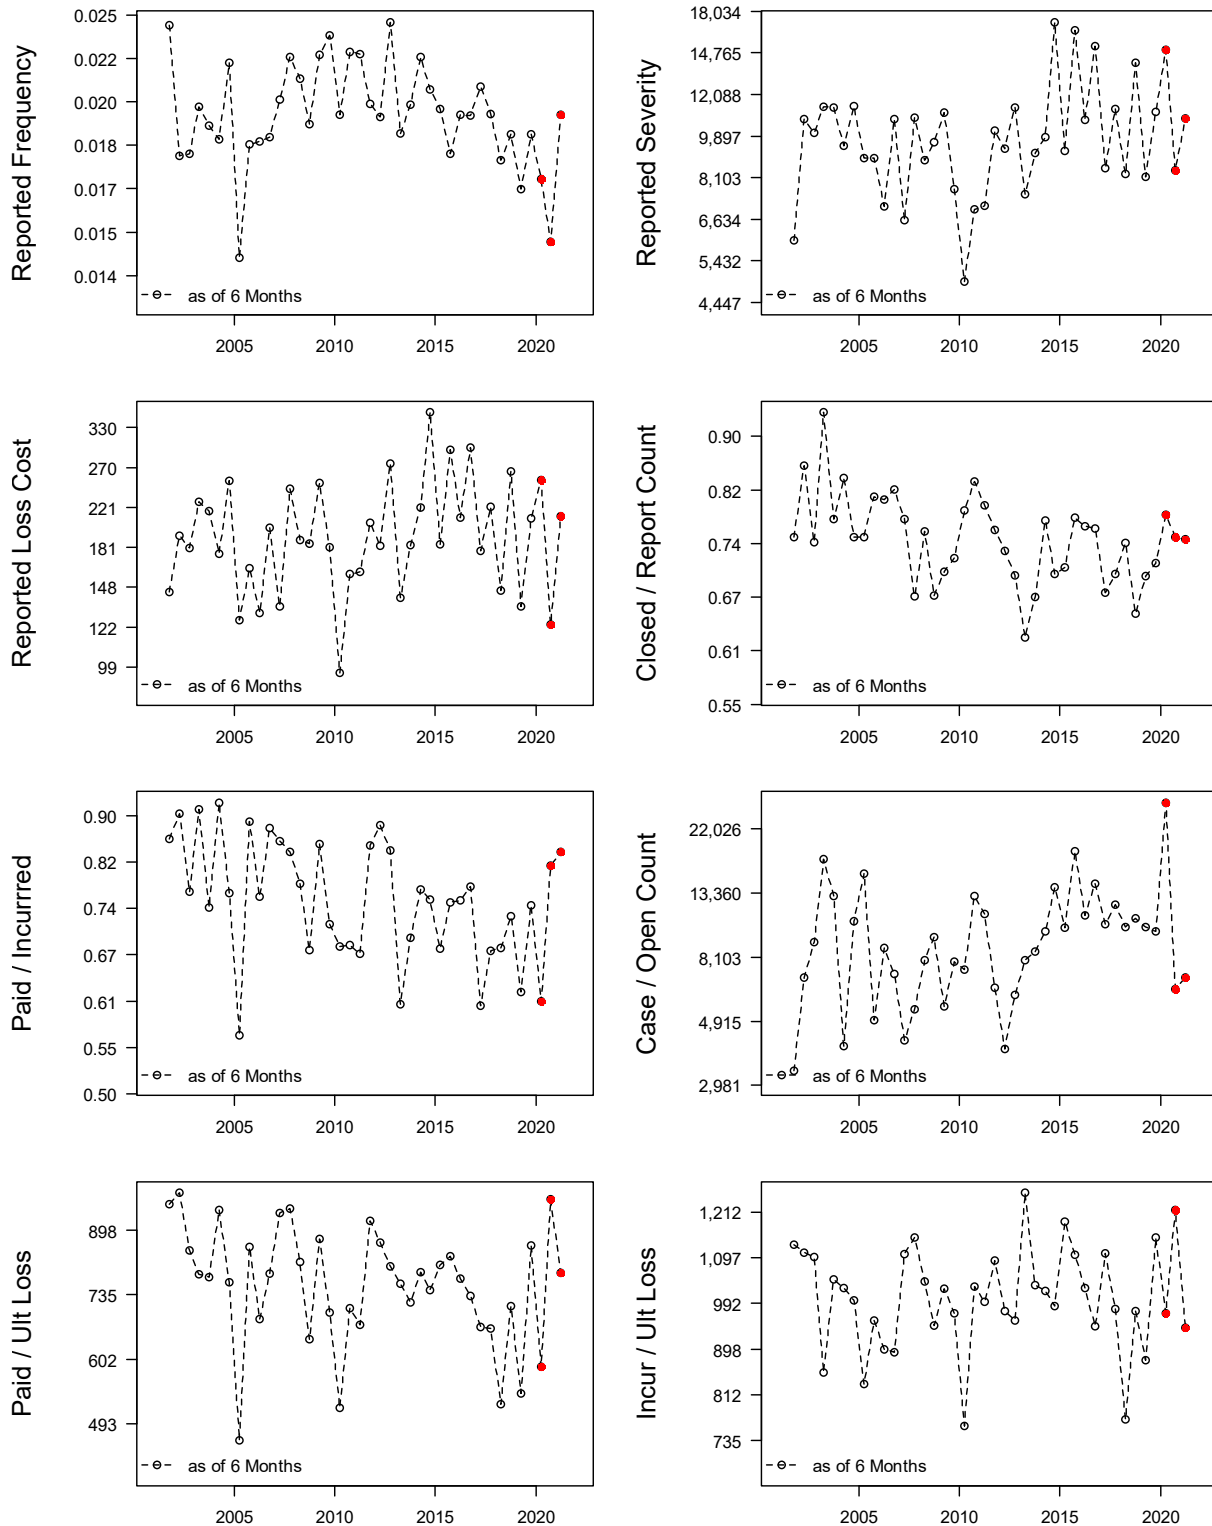 Reported Frequency
0.025
0.022
0.020
0.018
0.017
0.015
0.014
as of 6 Months
2005 2010 2015 2020
Reported Severity
18,034
14,765
12,088
9,897
8,103
6,634
5,432
4,447
as of 6 Months
2005 2010 2015 2020
Reported Loss Cost
330
270
221
181
148
122
99
as of 6 Months
2005 2010 2015 2020
Closed / Report Count
0.90
0.82
0.74
0.67
0.61
0.55
as of 6 Months
2005 2010 2015 2020
Paid / Incurred
0.90
0.82
0.74
0.67
0.61
0.55
0.50
as of 6 Months
2005 2010 2015 2020
Case / Open Count
22,026
13,360
8,103
4,915
2,981
as of 6 Months
2005 2010 2015 2020
Paid / Ult Loss
898
735
602
493
as of 6 Months
2005 2010 2015 2020
Incur / Ult Loss
1,212
1,097
992
898
812
735
as of 6 Months
2005 2010 2015 2020